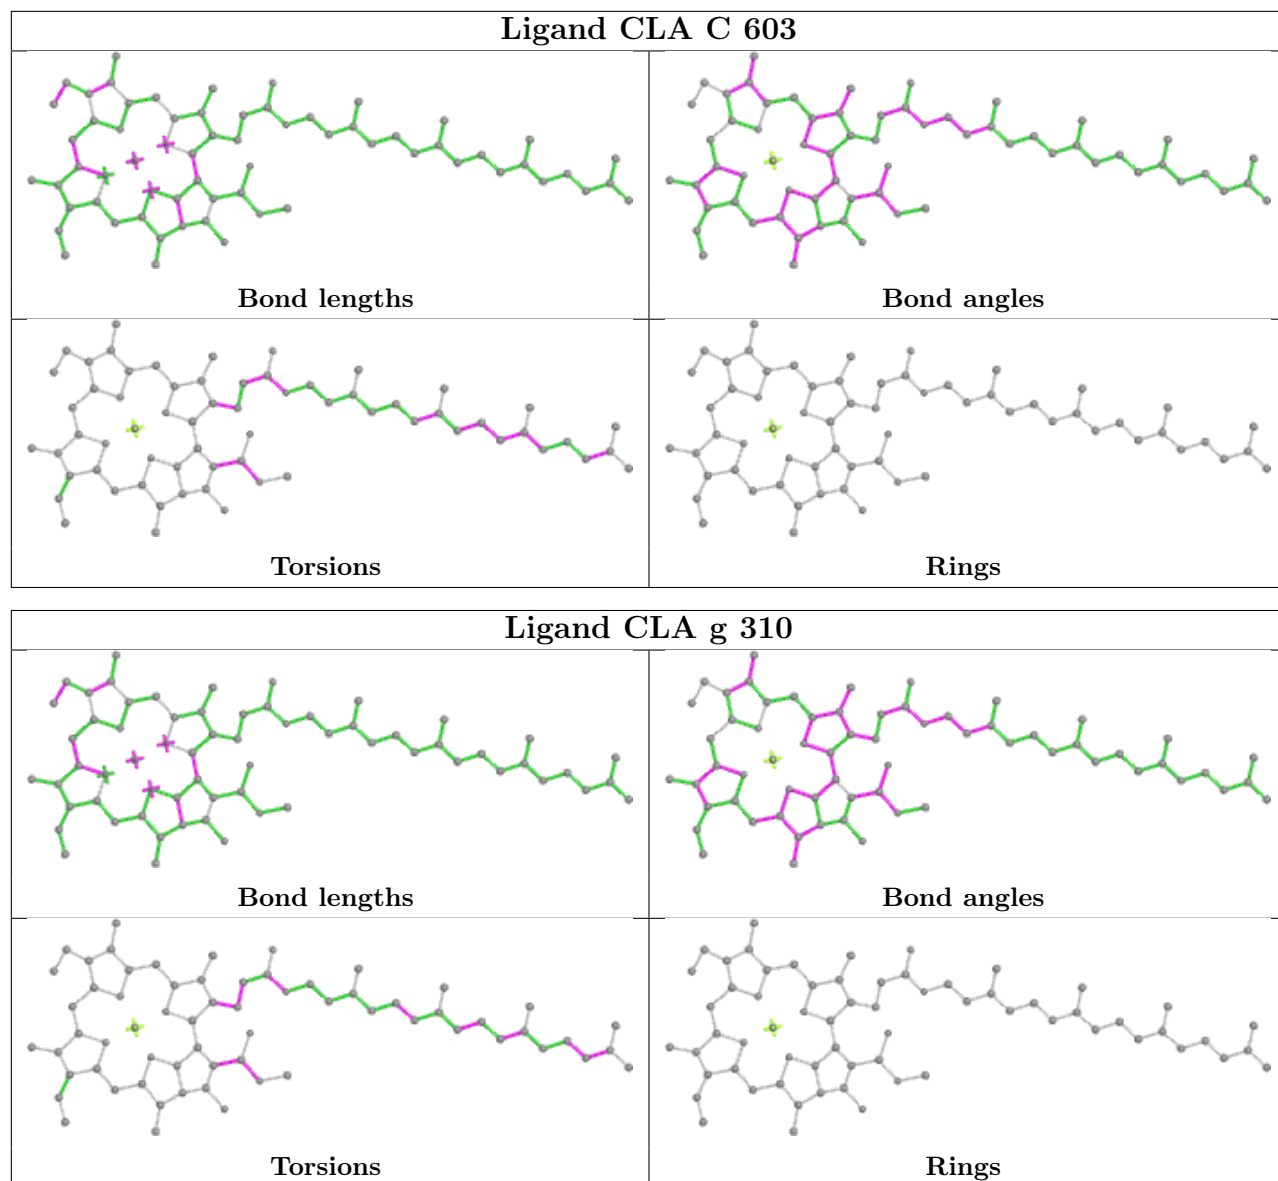 Ligand CLA C 603
Bond lengths
Bond angles
Torsions
Rings
Ligand CLA g 310
Bond lengths
Bond angles
Torsions
Rings